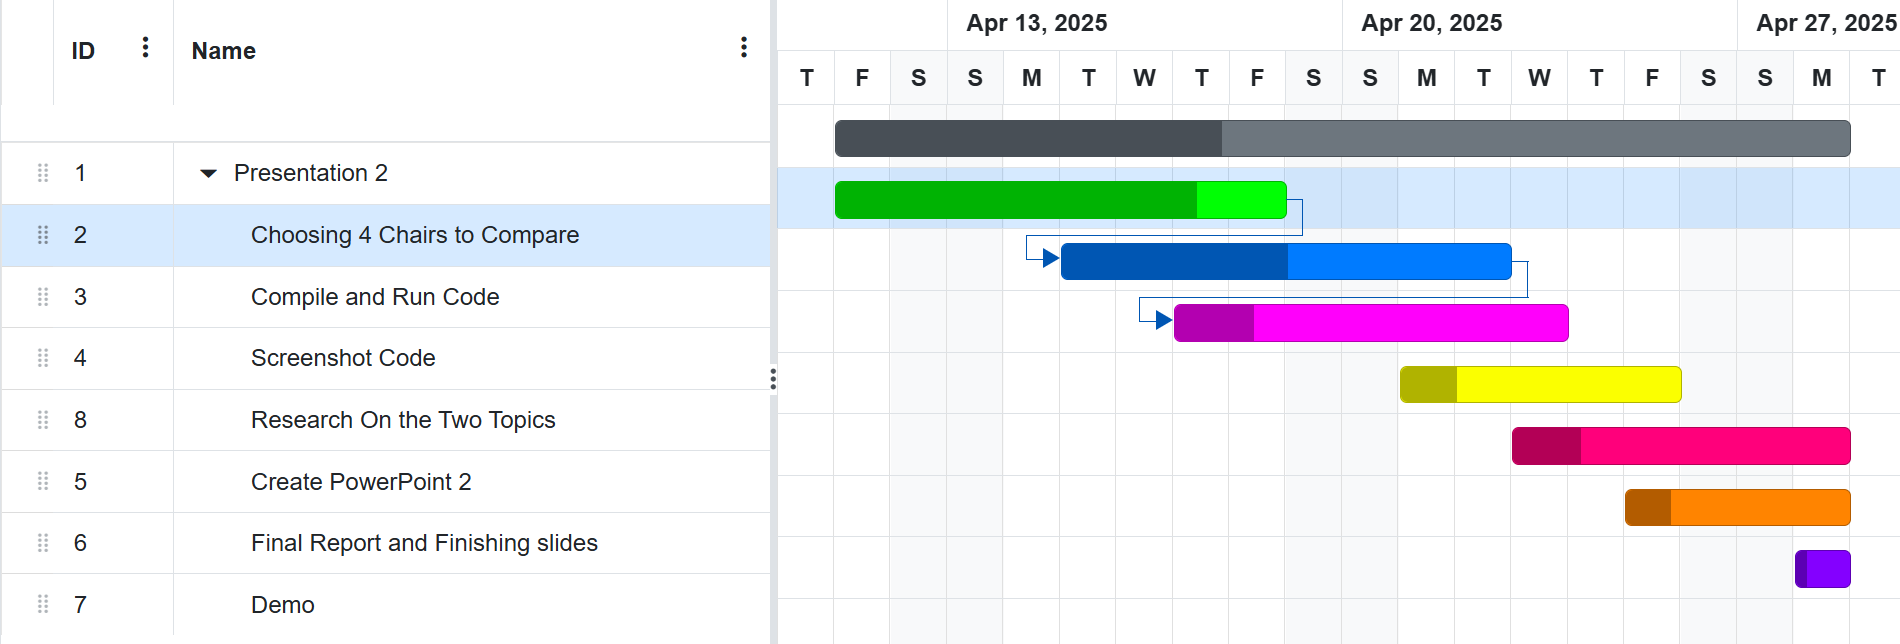 ID Name
Apr 13, 2025 Apr 20, 2025 Apr 27, 2025
T F S S M T W T F S S M T W T F S S M T
1 Presentation 2
2 Choosing 4 Chairs to Compare
3 Compile and Run Code
4 Screenshot Code
8 Research On the Two Topics
5 Create PowerPoint 2
6 Final Report and Finishing slides
7 Demo